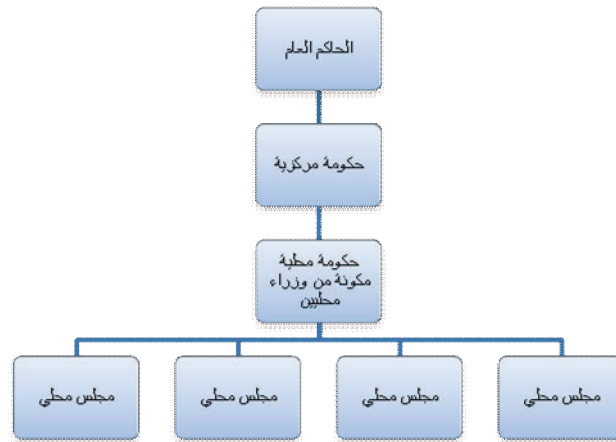 الحاكم العام
حكومة مركزية
حكومة محلية
مكونة من وزراء
محليين
مجلس محلي
مجلس محلي
مجلس محلي
مجلس محلي